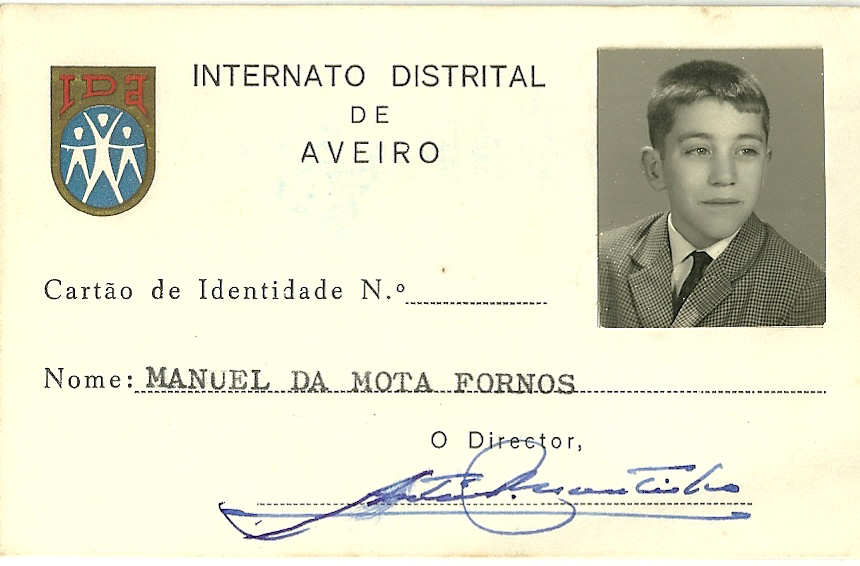 IDA
INTERNATO DISTRITAL
DE
AVEIRO
Cartão de Identidade N.º
Nome: MANUEL DA MOTA FORNOS
O Director,